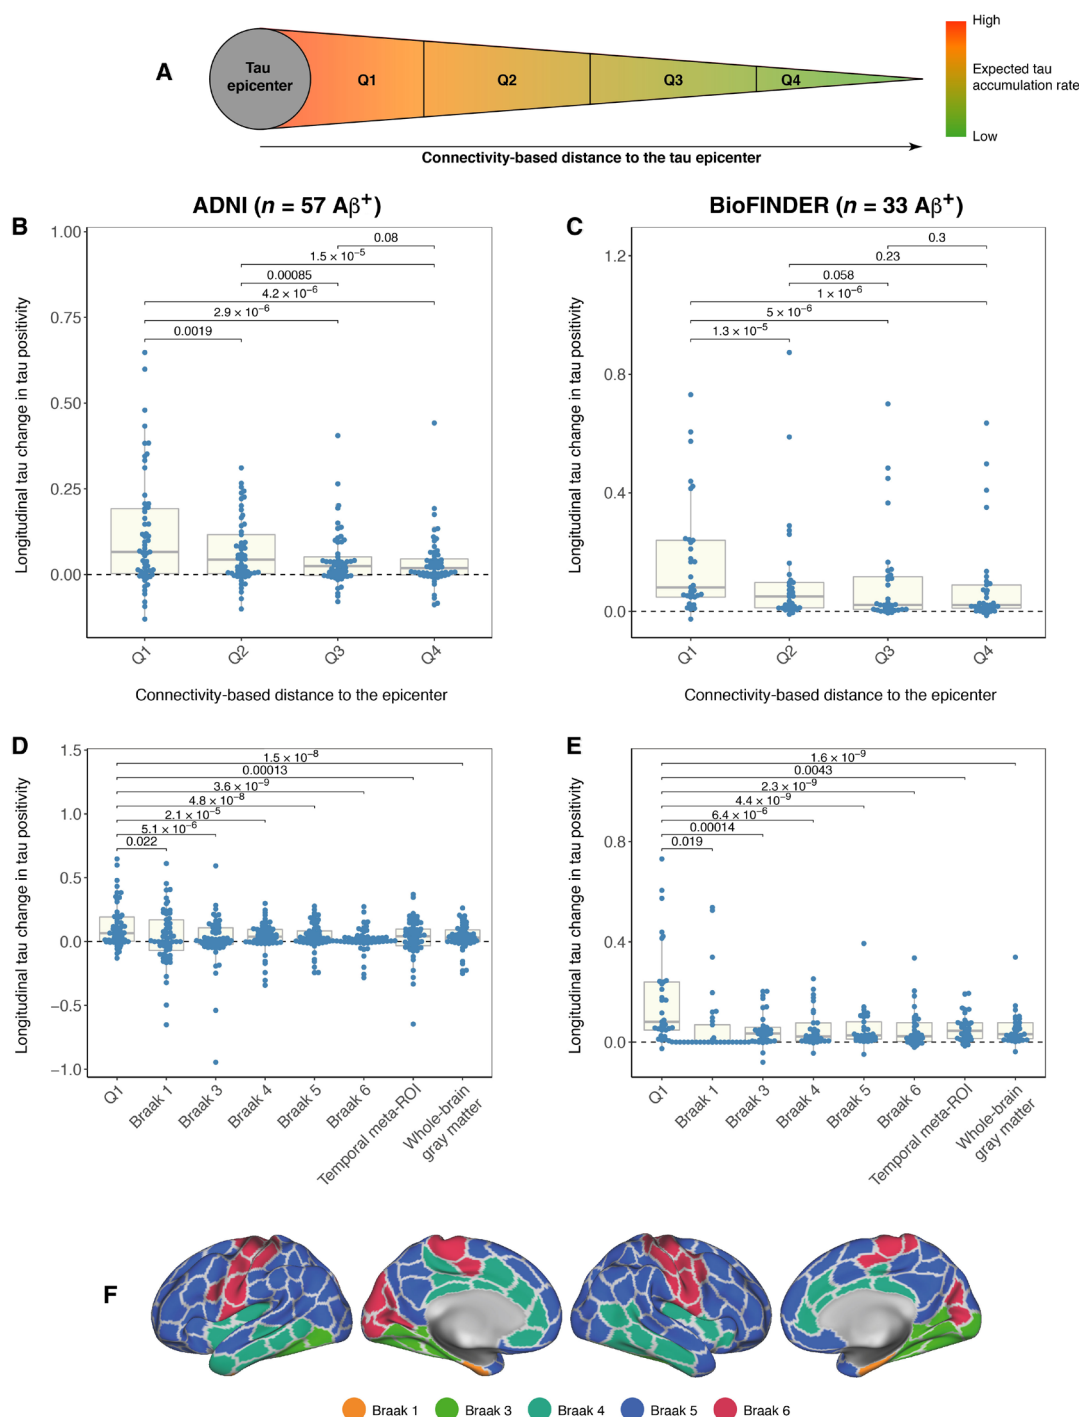 A
Tau
epicenter
Q1
Q2
Q3
Q4
High
Expected tau
accumulation rate
Low
Connectivity-based distance to the tau epicenter
ADNI (n = 57 Aβ⁺)
B
Longitudinal tau change in tau positivity
1.00
0.75
0.50
0.25
0.00
0.08
1.5 × 10⁻⁵
0.00085
4.2 × 10⁻⁶
2.9 × 10⁻⁶
0.0019
Q1
Q2
Q3
Q4
Connectivity-based distance to the epicenter
BioFINDER (n = 33 Aβ⁺)
C
Longitudinal tau change in tau positivity
1.2
0.8
0.4
0.0
0.3
0.23
0.058
1 × 10⁻⁶
5 × 10⁻⁶
1.3 × 10⁻⁵
Q1
Q2
Q3
Q4
Connectivity-based distance to the epicenter
D
Longitudinal tau change in tau positivity
1.5
1.0
0.5
0.0
−0.5
−1.0
1.5 × 10⁻⁸
0.00013
3.6 × 10⁻⁹
4.8 × 10⁻⁸
2.1 × 10⁻⁵
5.1 × 10⁻⁶
0.022
Q1
Braak 1
Braak 3
Braak 4
Braak 5
Braak 6
Temporal meta-ROI
Whole-brain
gray matter
E
Longitudinal tau change in tau positivity
0.8
0.4
0.0
1.6 × 10⁻⁹
0.0043
2.3 × 10⁻⁹
4.4 × 10⁻⁹
6.4 × 10⁻⁶
0.00014
0.019
Q1
Braak 1
Braak 3
Braak 4
Braak 5
Braak 6
Temporal meta-ROI
Whole-brain
gray matter
F
Braak 1
Braak 3
Braak 4
Braak 5
Braak 6